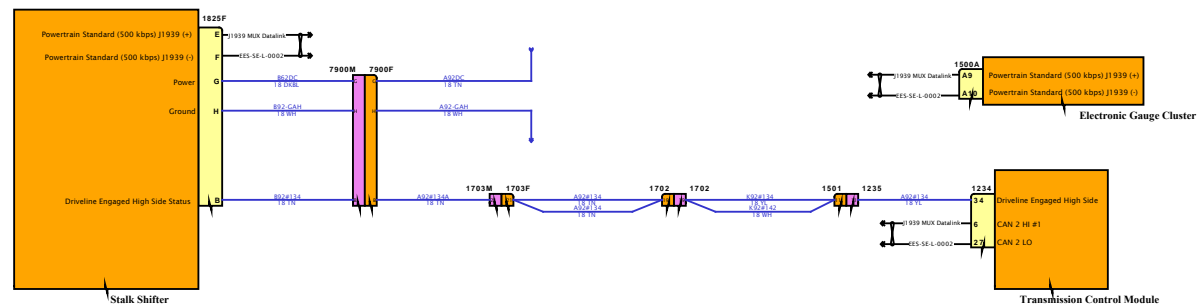 1825F
Powertrain Standard (500 kbps) J1939 (+)
E
J1939 MUX Datalink
Powertrain Standard (500 kbps) J1939 (-)
F
EES-SE-L-0002
Power
G
B62DC
18 DKBL
7900M
7900F
G
G
A92DC
18 TN
Ground
H
B92-GAH
18 WH
H
H
A92-GAH
18 WH
Driveline Engaged High Side Status
B
B92#134
18 TN
A92#134A
18 TN
1703M
1703F
A92#134
18 TN
A92#134
18 TN
1702
1702
K92#134
18 YL
K92#142
18 WH
1501
1235
A92#134
18 YL
Stalk Shifter
1500A
J1939 MUX Datalink
A9
Powertrain Standard (500 kbps) J1939 (+)
EES-SE-L-0002
A10
Powertrain Standard (500 kbps) J1939 (-)
Electronic Gauge Cluster
1234
34
Driveline Engaged High Side
J1939 MUX Datalink
6
CAN 2 HI #1
EES-SE-L-0002
27
CAN 2 LO
Transmission Control Module